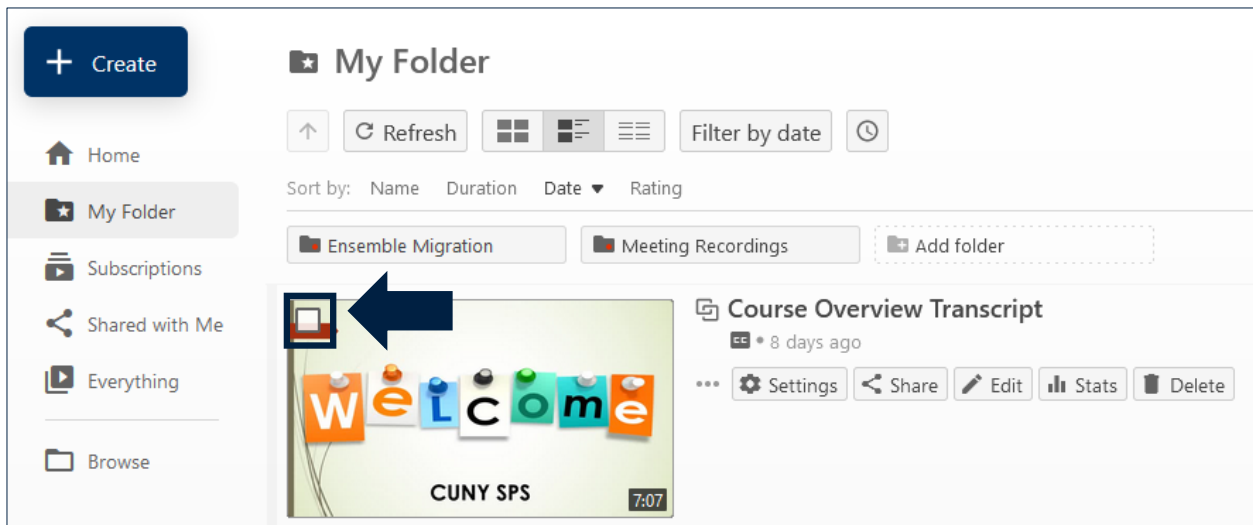 Create
Home
My Folder
Subscriptions
Shared with Me
Everything
Browse
My Folder
Refresh Filter by date
Sort by: Name Duration Date Rating
Ensemble Migration Meeting Recordings Add folder
Welcome
CUNY SPS
7:07
Course Overview Transcript
CC • 8 days ago
Settings Share Edit Stats Delete